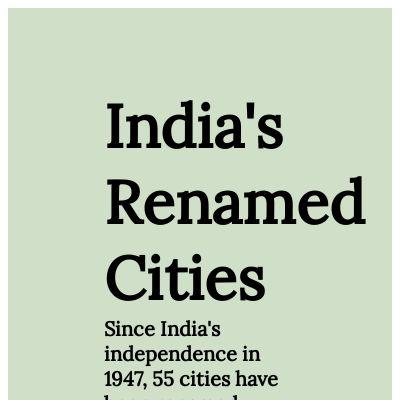 India's
Renamed
Cities
Since India's
independence in
1947, 55 cities have